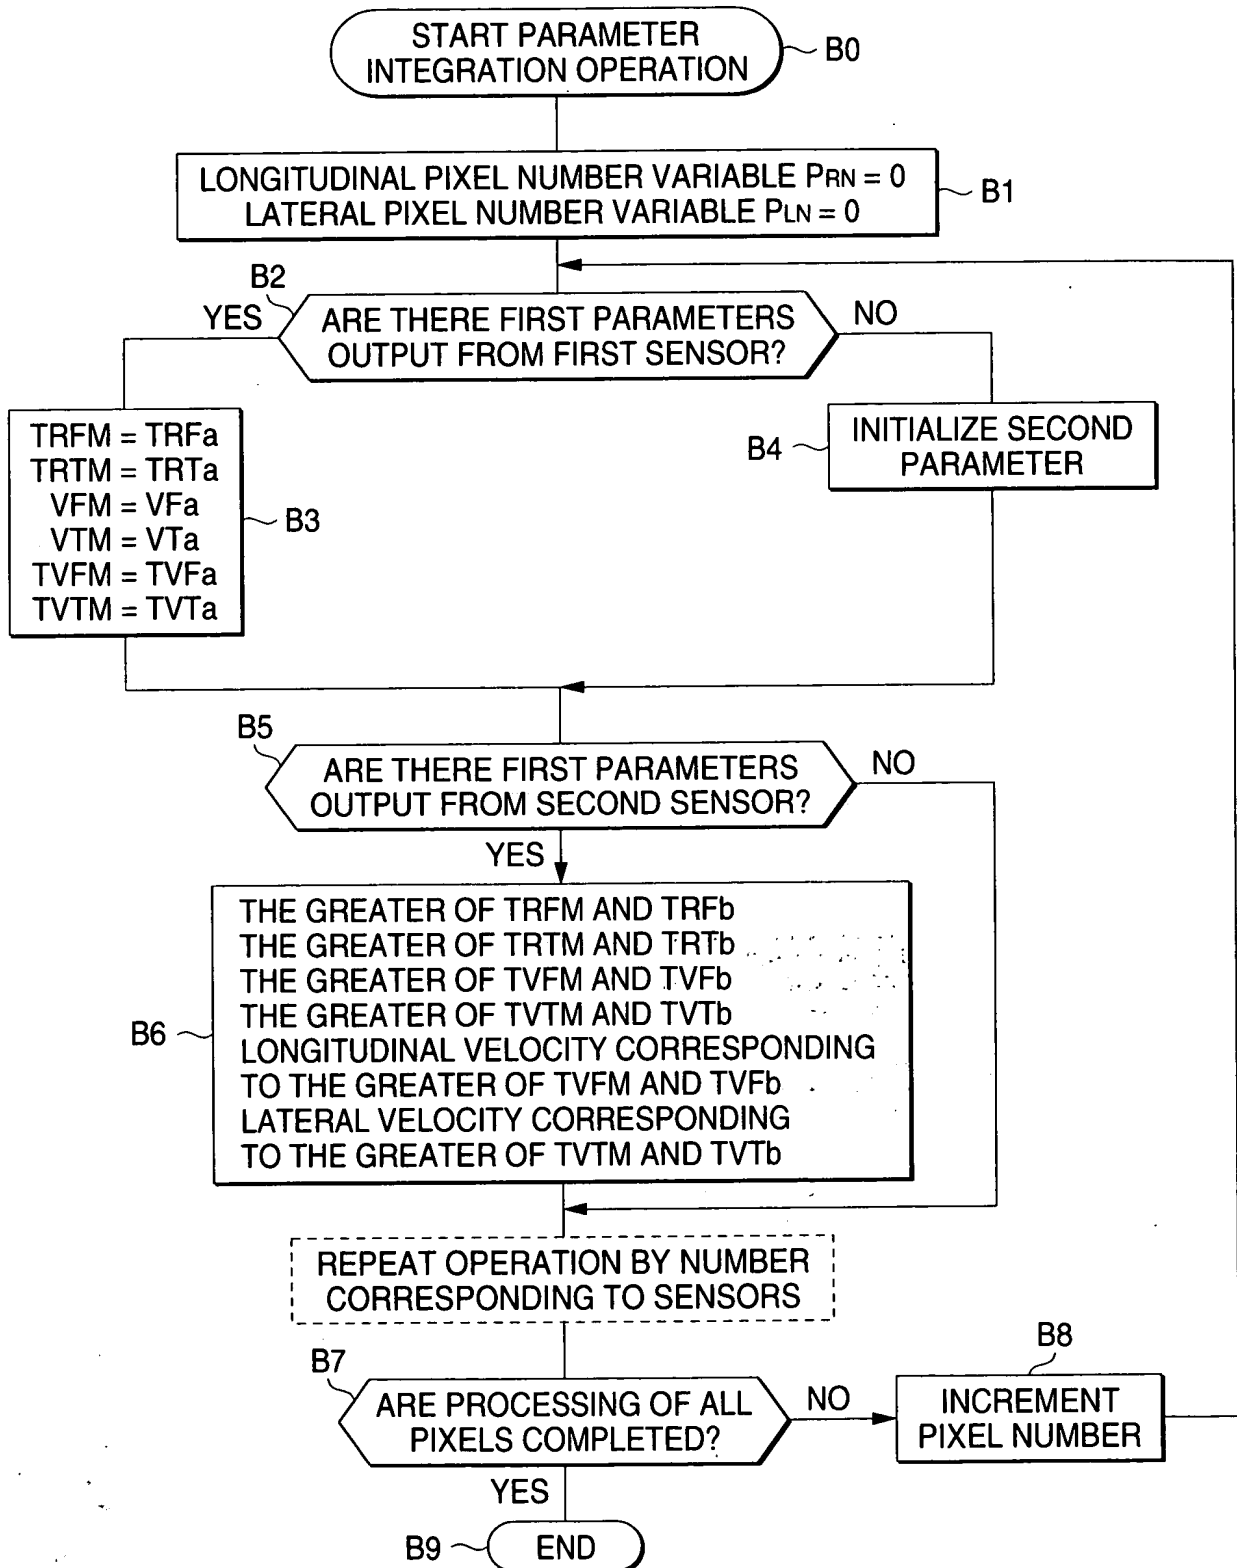 START PARAMETER
INTEGRATION OPERATION
B0
LONGITUDINAL PIXEL NUMBER VARIABLE PRN = 0
LATERAL PIXEL NUMBER VARIABLE PLN = 0
B1
B2
YES
ARE THERE FIRST PARAMETERS
OUTPUT FROM FIRST SENSOR?
NO
TRFM = TRFa
TRTM = TRTa
VFM = VFa
VTM = VTa
TVFM = TVFa
TVTM = TVTa
B3
B4
INITIALIZE SECOND
PARAMETER
B5
ARE THERE FIRST PARAMETERS
OUTPUT FROM SECOND SENSOR?
NO
YES
B6
THE GREATER OF TRFM AND TRFb
THE GREATER OF TRTM AND TRTb
THE GREATER OF TVFM AND TVFb
THE GREATER OF TVTM AND TVTb
LONGITUDINAL VELOCITY CORRESPONDING
TO THE GREATER OF TVFM AND TVFb
LATERAL VELOCITY CORRESPONDING
TO THE GREATER OF TVTM AND TVTb
REPEAT OPERATION BY NUMBER
CORRESPONDING TO SENSORS
B7
ARE PROCESSING OF ALL
PIXELS COMPLETED?
NO
B8
INCREMENT
PIXEL NUMBER
YES
B9
END